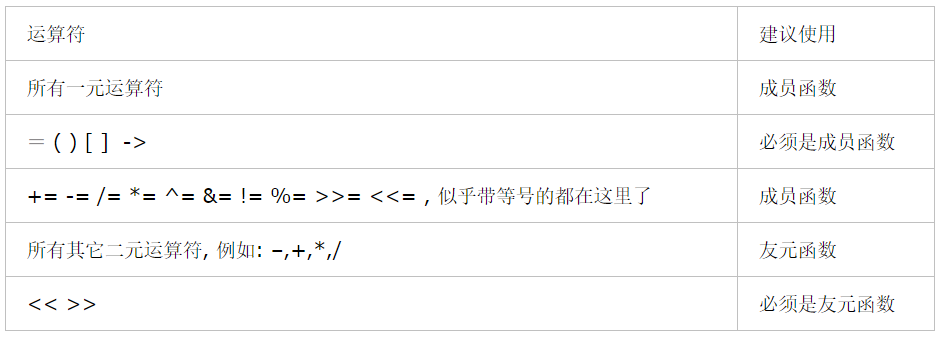 运算符 建议使用
所有一元运算符 成员函数
＝ ( ) [ ] -> 必须是成员函数
+= -= /= *= ^= &= != %= >>= <<= , 似乎带等号的都在这里了 成员函数
所有其它二元运算符, 例如: –,+,*,/ 友元函数
<< >> 必须是友元函数